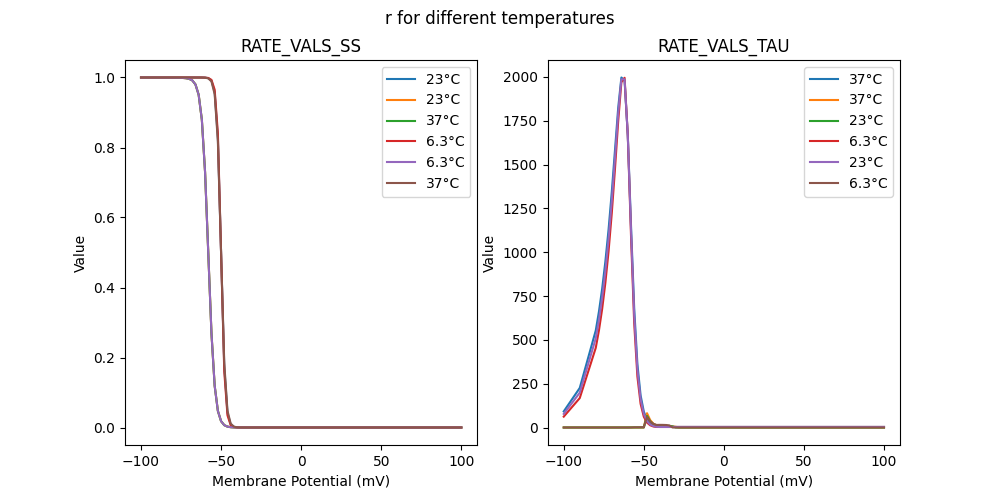 r for different temperatures
RATE_VALS_SS
1.0
0.8
0.6
0.4
0.2
0.0
Value
−100
−50
0
50
100
Membrane Potential (mV)
23°C
23°C
37°C
6.3°C
6.3°C
37°C
RATE_VALS_TAU
2000
1750
1500
1250
1000
750
500
250
0
Value
−100
−50
0
50
100
Membrane Potential (mV)
37°C
37°C
23°C
6.3°C
23°C
6.3°C